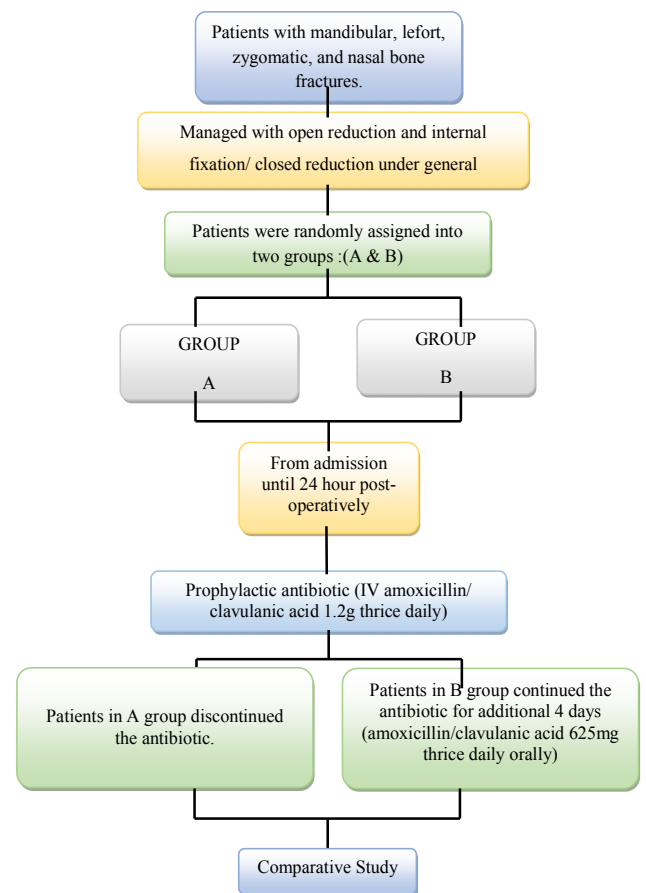 Patients with mandibular, lefort,
zygomatic, and nasal bone
fractures.
Managed with open reduction and internal
fixation/ closed reduction under general
Patients were randomly assigned into
two groups :(A & B)
GROUP
A
GROUP
B
From admission
until 24 hour post-
operatively
Prophylactic antibiotic (IV amoxicillin/
clavulanic acid 1.2g thrice daily)
Patients in A group discontinued
the antibiotic.
Patients in B group continued the
antibiotic for additional 4 days
(amoxicillin/clavulanic acid 625mg
thrice daily orally)
Comparative Study